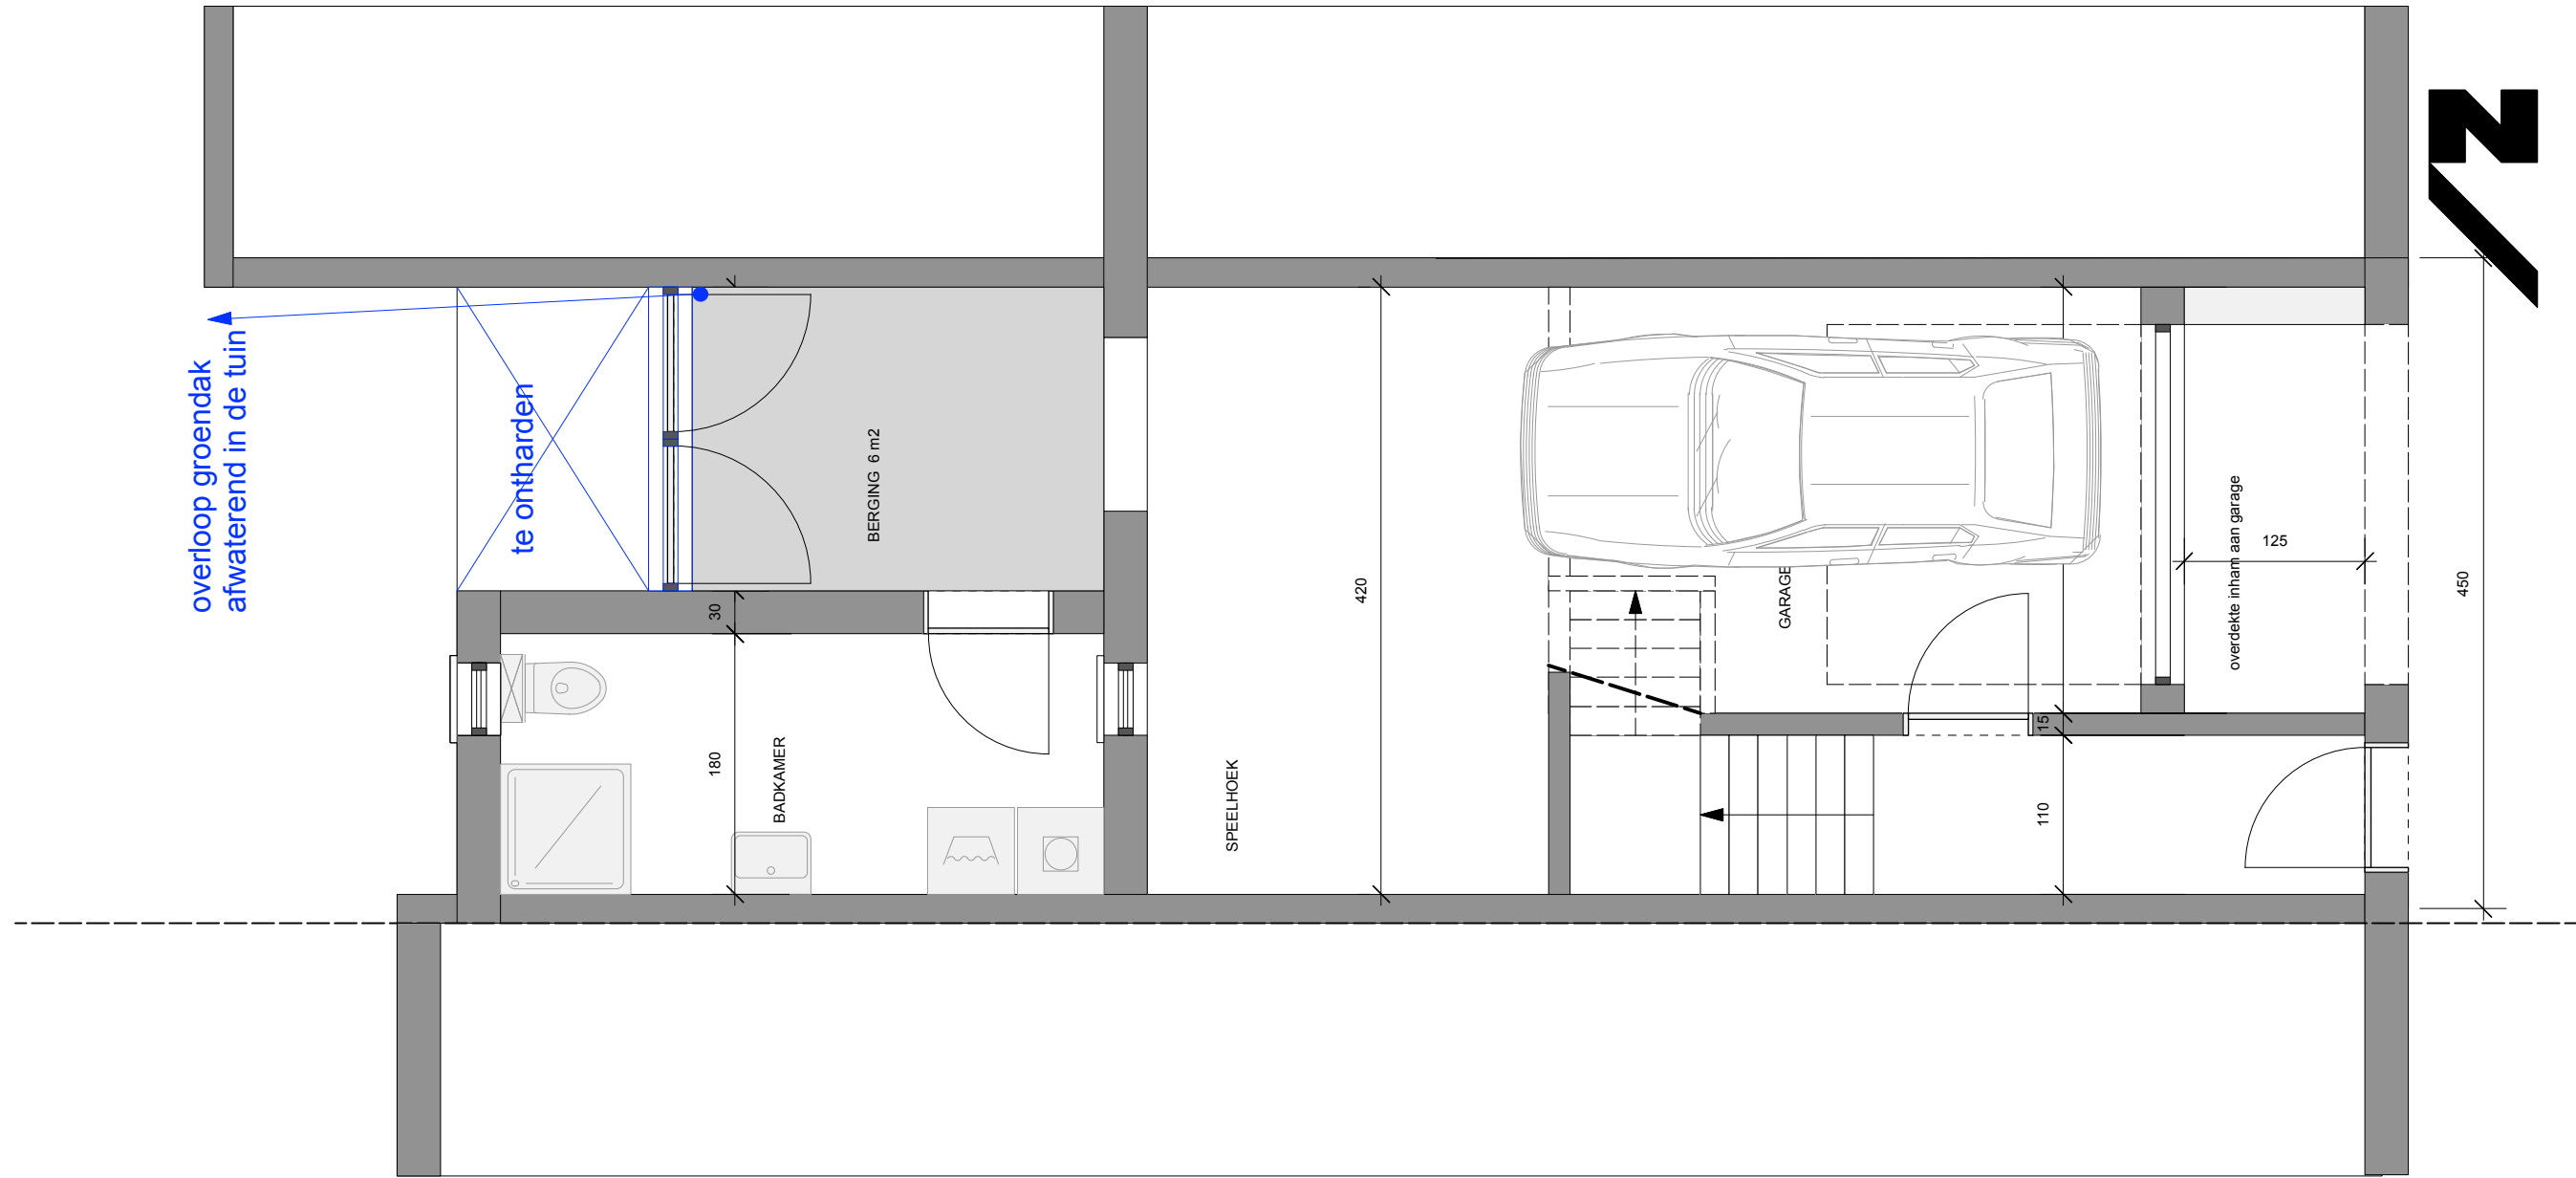 overloop groendak
afwaterend in de tuin
te ontharden
BERGING 6 m2
30
180
BADKAMER
SPEELHOEK
420
GARAGE
15
110
overdekte inham aan garage
125
450
N